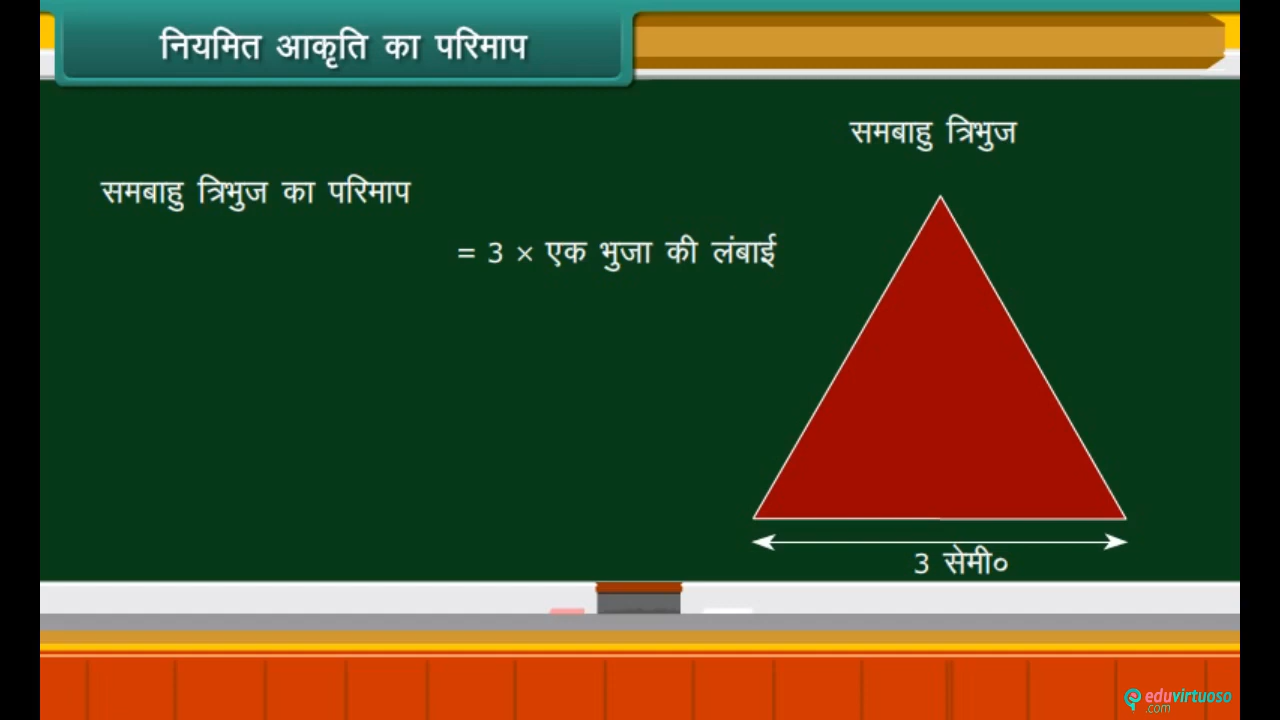 नियमित आकृति का परिमाप
समबाहु त्रिभुज
समबाहु त्रिभुज का परिमाप
= 3 × एक भुजा की लंबाई
3 सेमी०
eduvirtuoso
.com